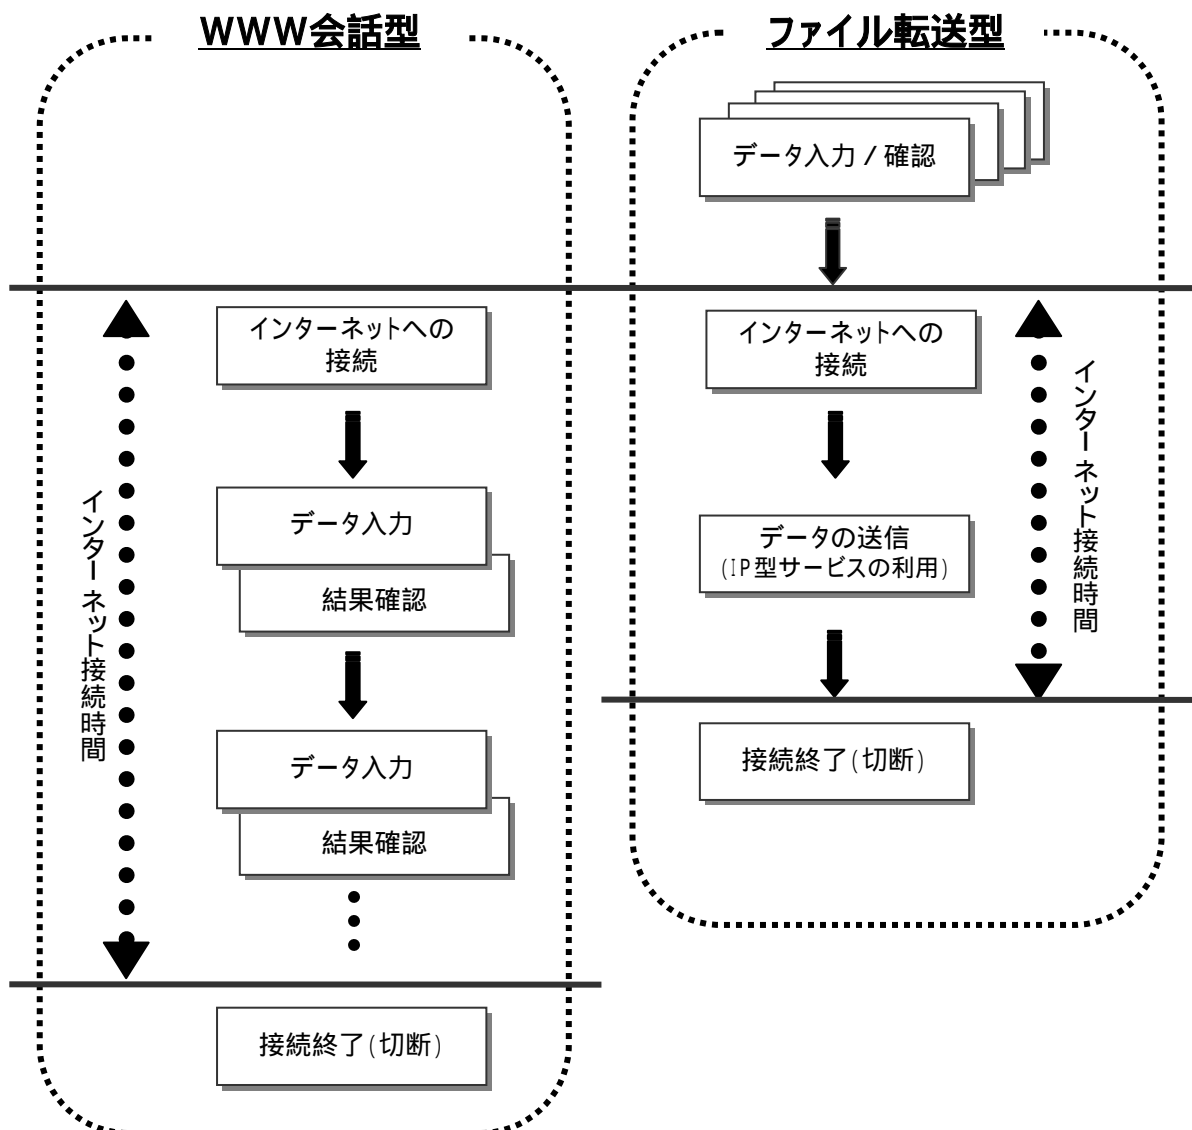 WWW会話型
インターネットへの
接続
データ入力
結果確認
データ入力
結果確認
接続終了(切断)
インターネット接続時間
ファイル転送型
データ入力/確認
インターネットへの
接続
データの送信
(IP型サービスの利用)
接続終了(切断)
インターネット接続時間